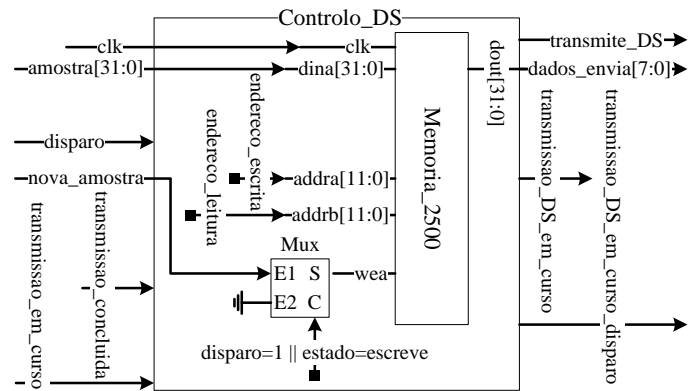 Controlo_DS
clk
clk
transmite_DS
amostra[31:0]
dina[31:0]
dout[31:0]
dados_envia[7:0]
disparo
endereco_escrita
endereco_leitura
Memoria_2500
nova_amostra
addra[11:0]
addrb[11:0]
transmissao_DS_em_curso
transmissao_DS_em_curso_disparo
Mux
E1 S
wea
E2 C
transmissao_em_curso
transmissao_concluida
disparo=1 || estado=escreve